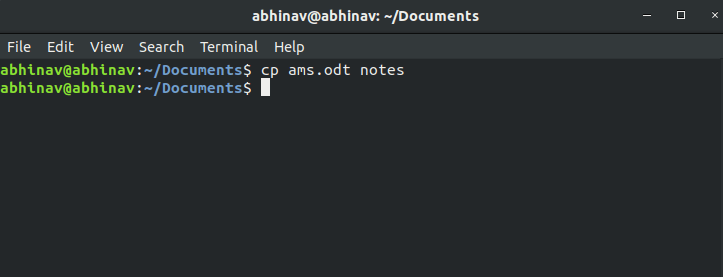 abhinav@abhinav: ~/Documents
File Edit View Search Terminal Help
abhinav@abhinav:~/Documents$ cp ams.odt notes
abhinav@abhinav:~/Documents$